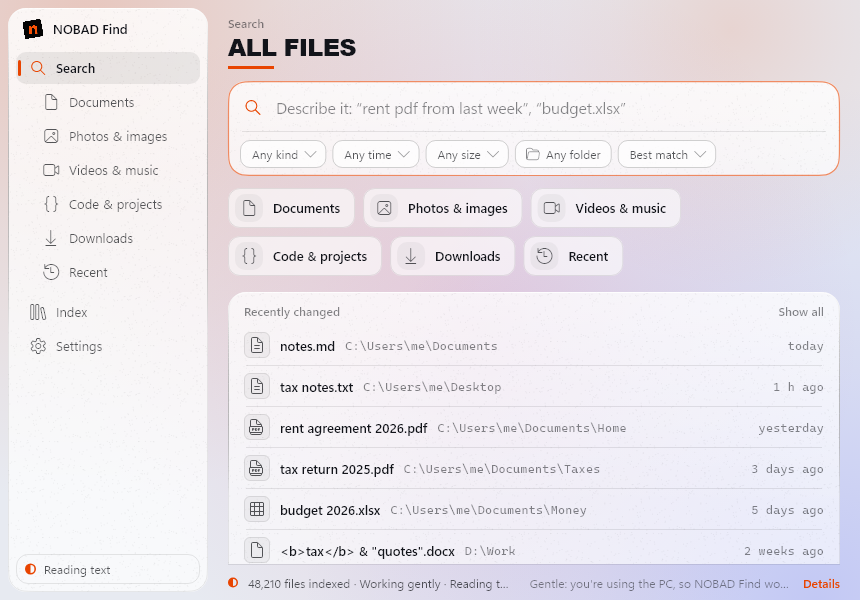 NOBAD Find
Search
Documents
Photos & images
Videos & music
Code & projects
Downloads
Recent
Index
Settings
Reading text
Search
ALL FILES
Describe it: “rent pdf from last week”, “budget.xlsx”
Any kind Any time Any size Any folder Best match
Documents Photos & images Videos & music
Code & projects Downloads Recent
Recently changed Show all
notes.md C:\Users\me\Documents today
tax notes.txt C:\Users\me\Desktop 1 h ago
rent agreement 2026.pdf C:\Users\me\Documents\Home yesterday
tax return 2025.pdf C:\Users\me\Documents\Taxes 3 days ago
budget 2026.xlsx C:\Users\me\Documents\Money 5 days ago
<b>tax</b> & "quotes".docx D:\Work 2 weeks ago
48,210 files indexed · Working gently · Reading t... Gentle: you're using the PC, so NOBAD Find wo... Details